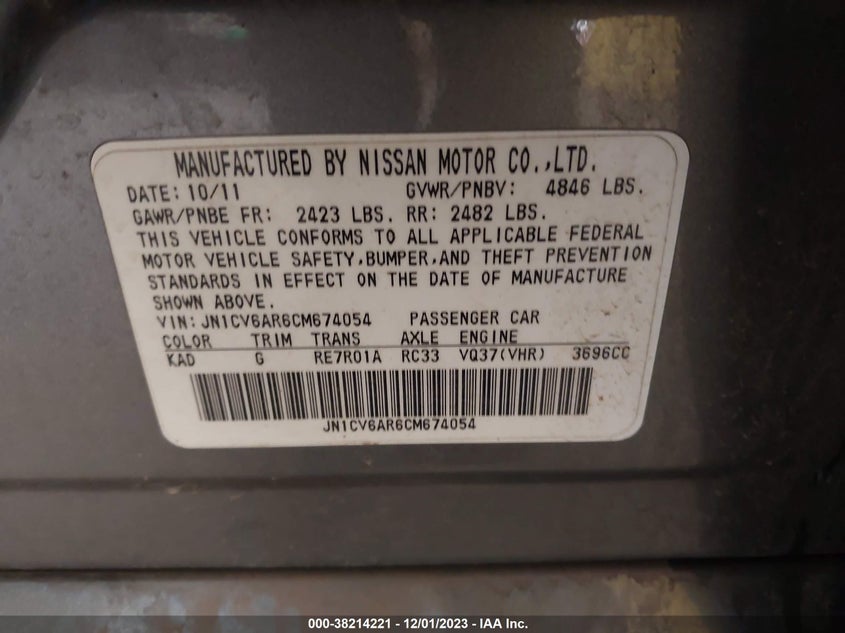 MANUFACTURED BY NISSAN MOTOR CO.,LTD.
DATE: 10/11 GVWR/PNBV: 4846 LBS.
GAWR/PNBE FR: 2423 LBS. RR: 2482 LBS.
THIS VEHICLE CONFORMS TO ALL APPLICABLE FEDERAL
MOTOR VEHICLE SAFETY,BUMPER,AND THEFT PREVENTION
STANDARDS IN EFFECT ON THE DATE OF MANUFACTURE
SHOWN ABOVE.
VIN: JN1CV6AR6CM674054 PASSENGER CAR
COLOR TRIM TRANS AXLE ENGINE
KAD G RE7R01A RC33 VQ37(VHR) 3696CC
JN1CV6AR6CM674054
000-38214221 - 12/01/2023 - IAA Inc.